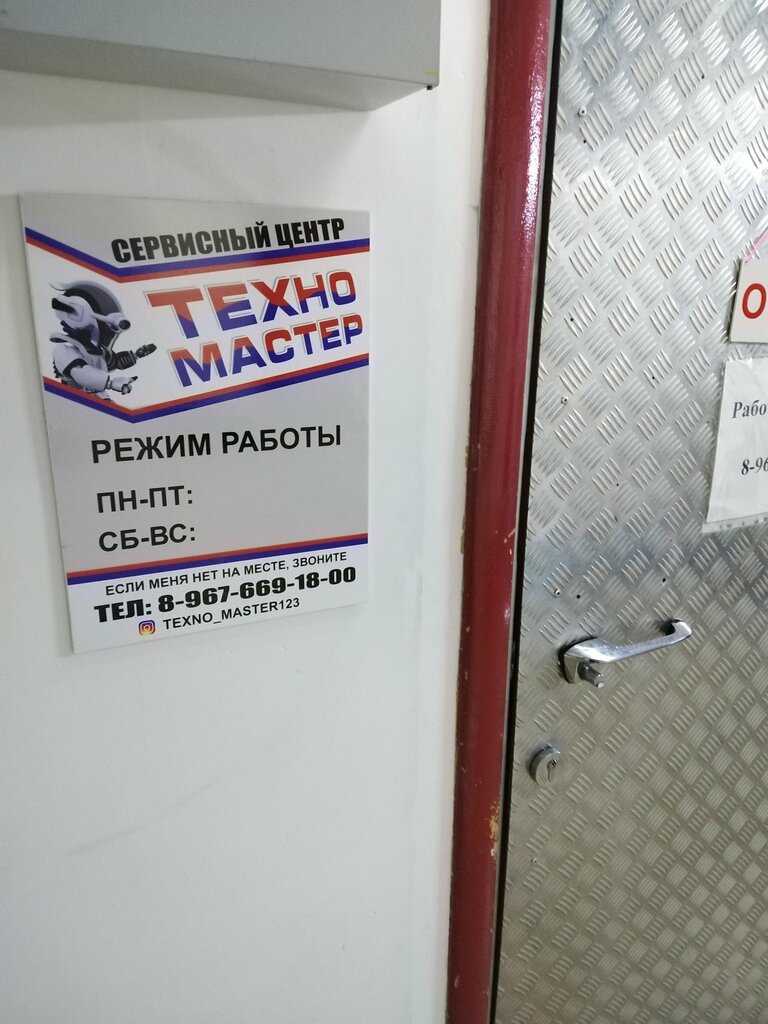 СЕРВИСНЫЙ ЦЕНТР
ТЕХНО
МАСТЕР
РЕЖИМ РАБОТЫ
ПН-ПТ:
СБ-ВС:
ЕСЛИ МЕНЯ НЕТ НА МЕСТЕ, ЗВОНИТЕ
ТЕЛ: 8-967-669-18-00
TEXNO_MASTER123